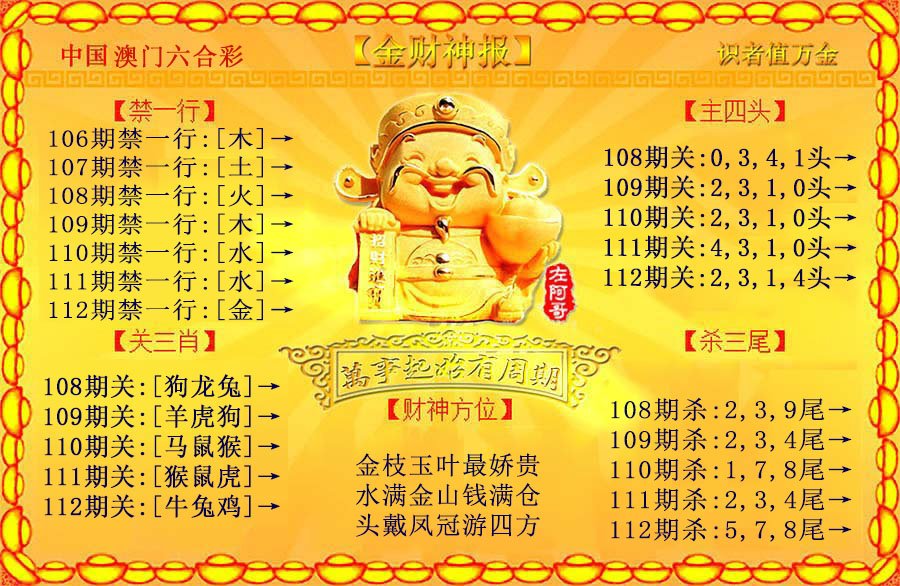 中国 澳门六合彩
【金财神报】
识者值万金
【禁一行】
106期禁一行:[木]→
107期禁一行:[土]→
108期禁一行:[火]→
109期禁一行:[木]→
110期禁一行:[水]→
111期禁一行:[水]→
112期禁一行:[金]→
【主四头】
108期关:0,3,4,1头→
109期关:2,3,1,0头→
110期关:2,3,1,0头→
111期关:4,3,1,0头→
112期关:2,3,1,4头→
招财進寶
左阿哥
萬事起始有周期
【关三肖】
108期关:[狗龙兔]→
109期关:[羊虎狗]→
110期关:[马鼠猴]→
111期关:[猴鼠虎]→
112期关:[牛兔鸡]→
【财神方位】
金枝玉叶最娇贵
水满金山钱满仓
头戴凤冠游四方
【杀三尾】
108期杀:2,3,9尾→
109期杀:2,3,4尾→
110期杀:1,7,8尾→
111期杀:2,3,4尾→
112期杀:5,7,8尾→